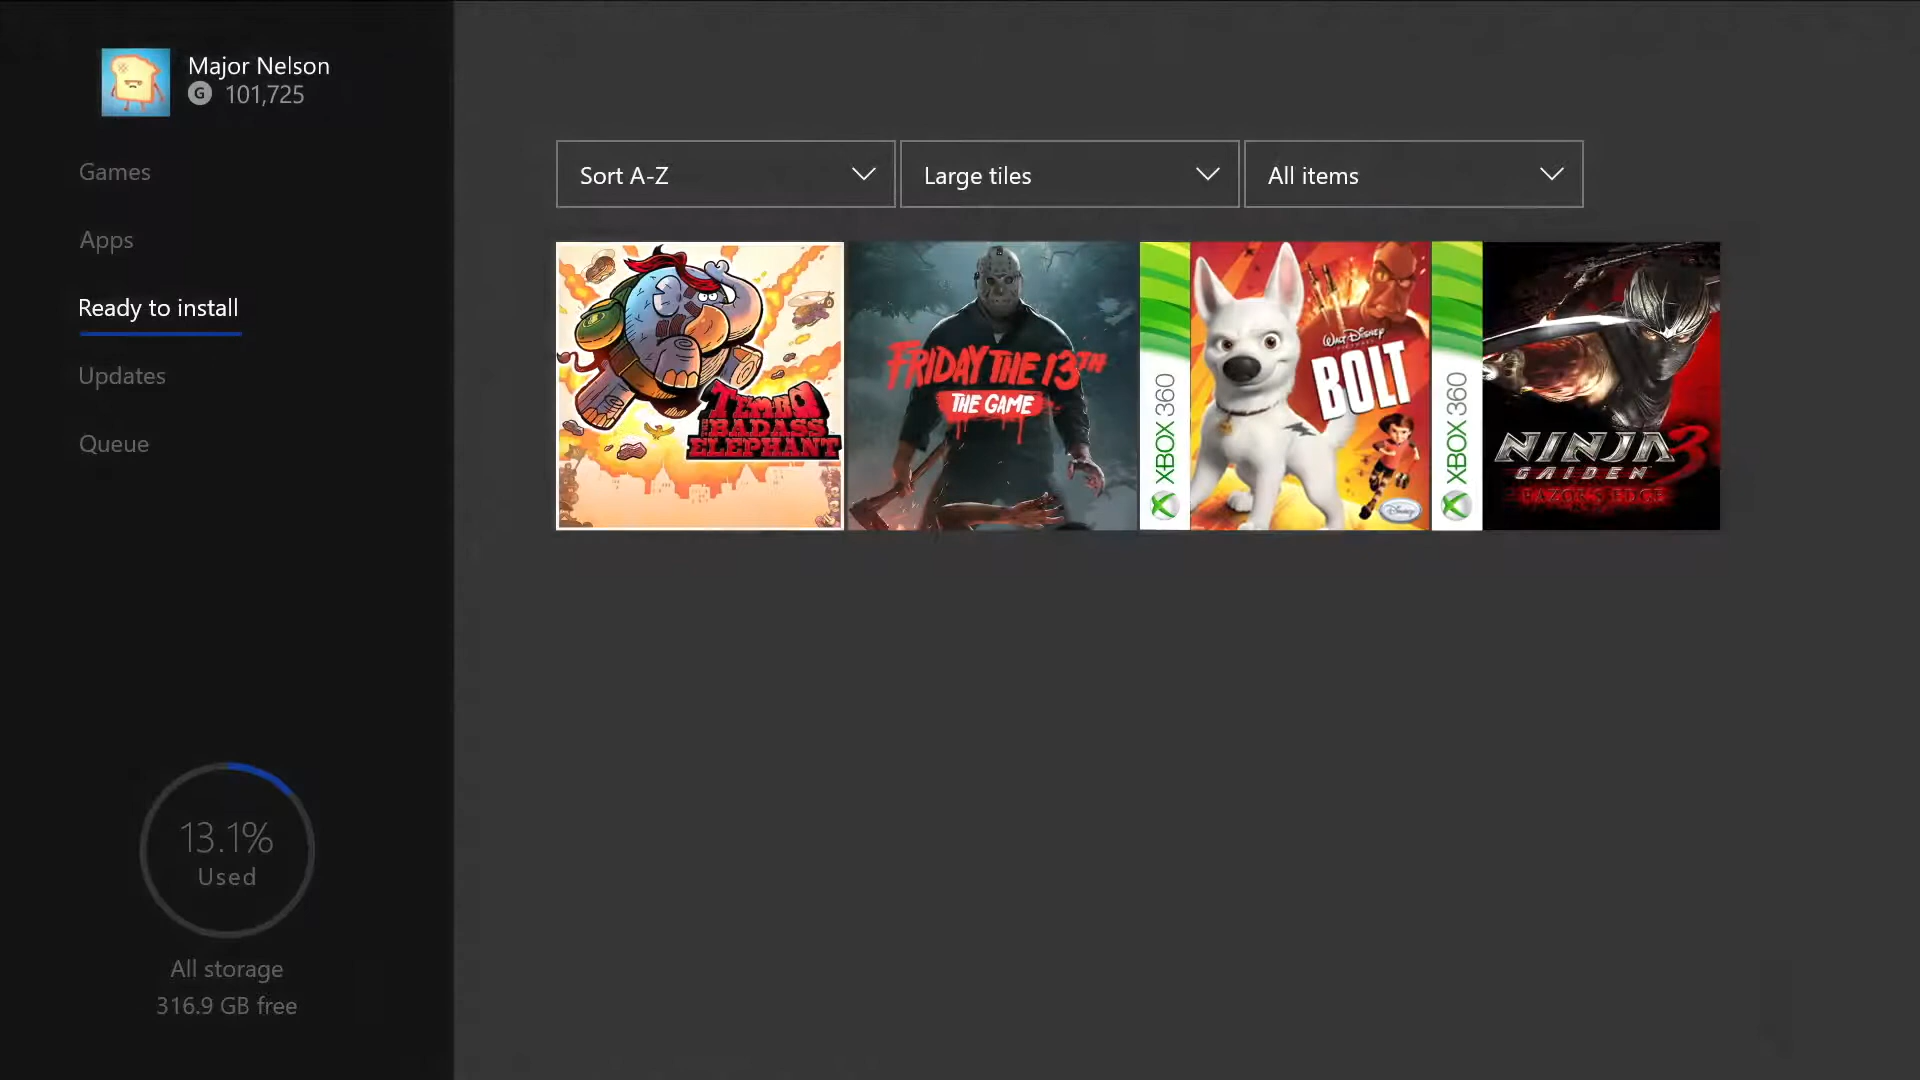 Major Nelson
G 101,725
Games
Apps
Ready to install
Updates
Queue
13.1%
Used
All storage
316.9 GB free
Sort A-Z
Large tiles
All items
TEMBO
THE
BADASS
ELEPHANT
FRIDAY THE 13TH
THE GAME
XBOX 360
WALT DISNEY
PICTURES
BOLT
Disney
XBOX 360
NINJA
GAIDEN 3
RAZOR'S EDGE